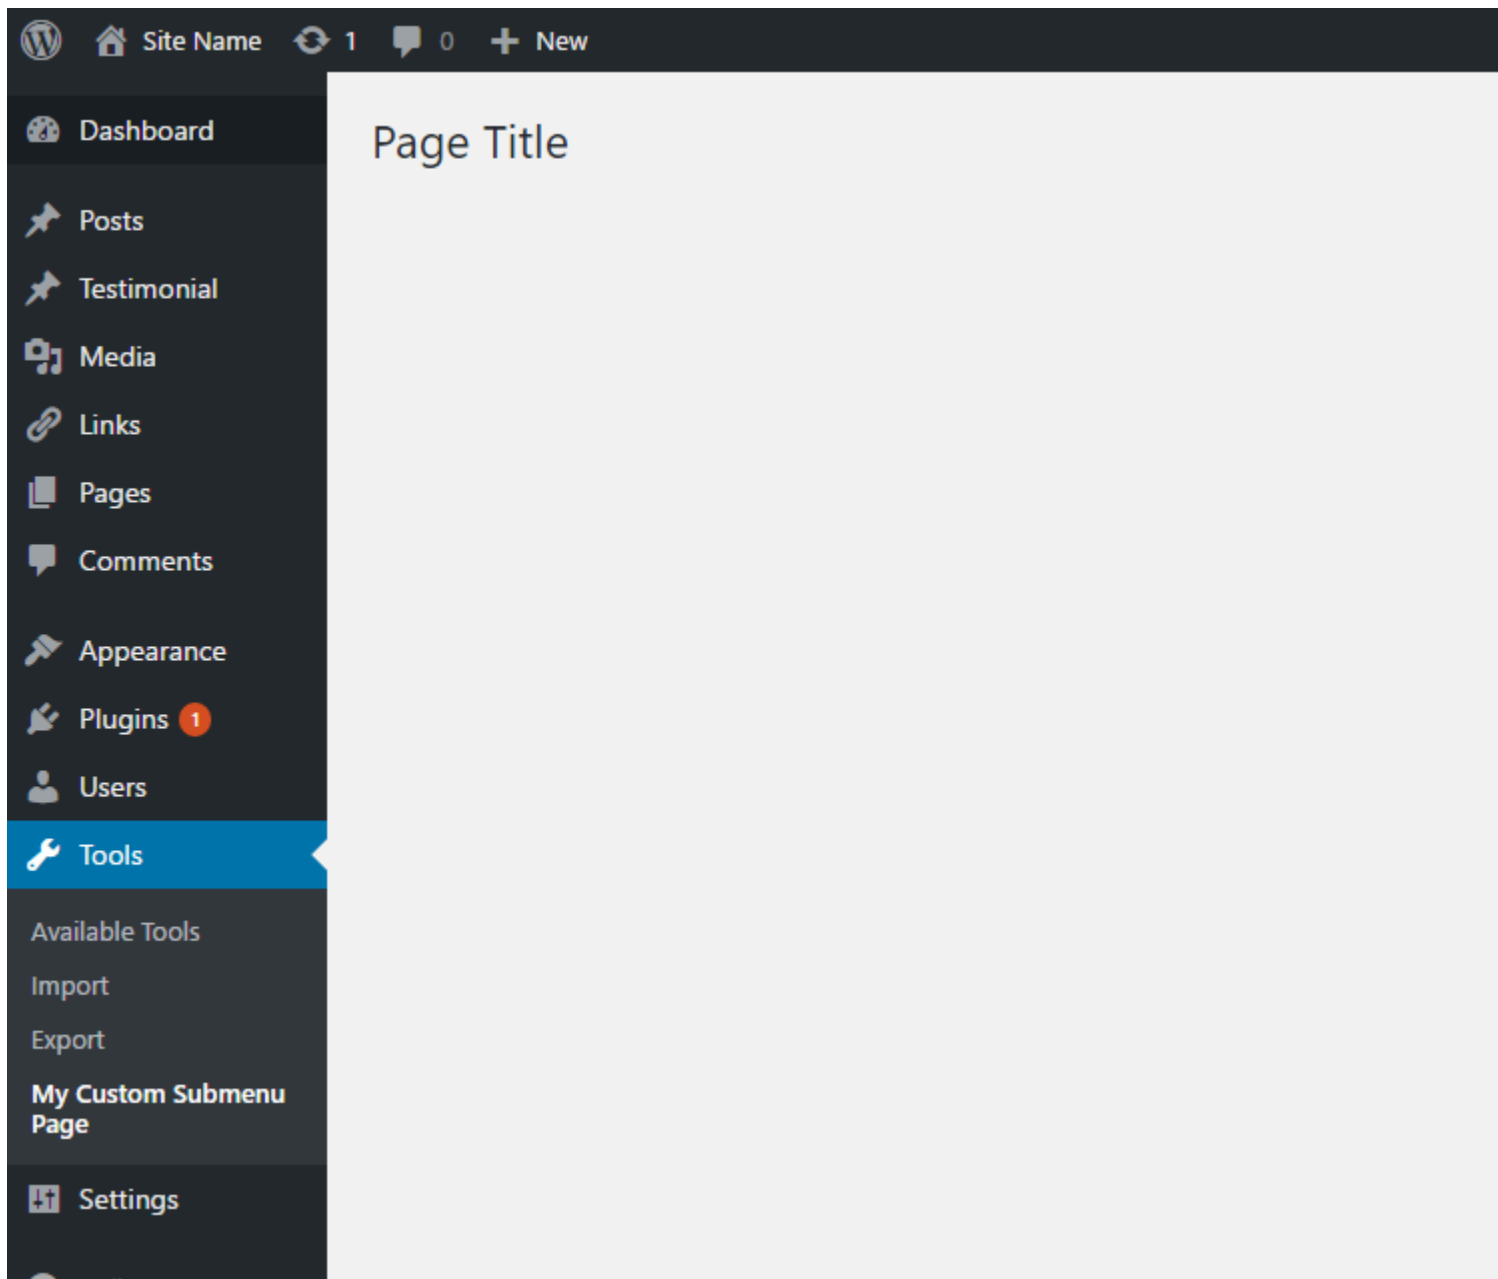 Site Name 1 0 New
Dashboard
Page Title
Posts
Testimonial
Media
Links
Pages
Comments
Appearance
Plugins 1
Users
Tools
Available Tools
Import
Export
My Custom Submenu
Page
Settings